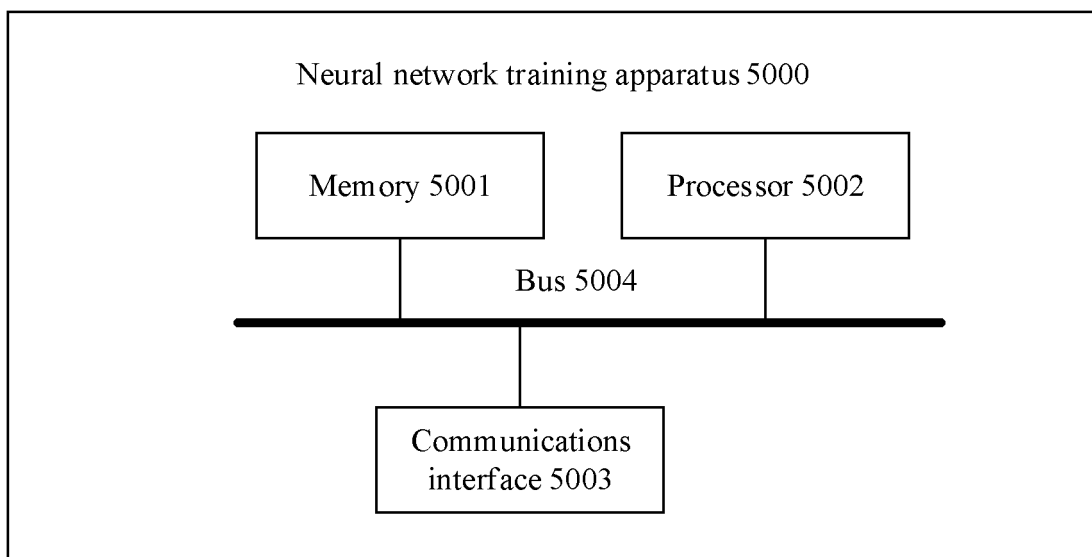 Neural network training apparatus 5000
Memory 5001
Processor 5002
Bus 5004
Communications
interface 5003